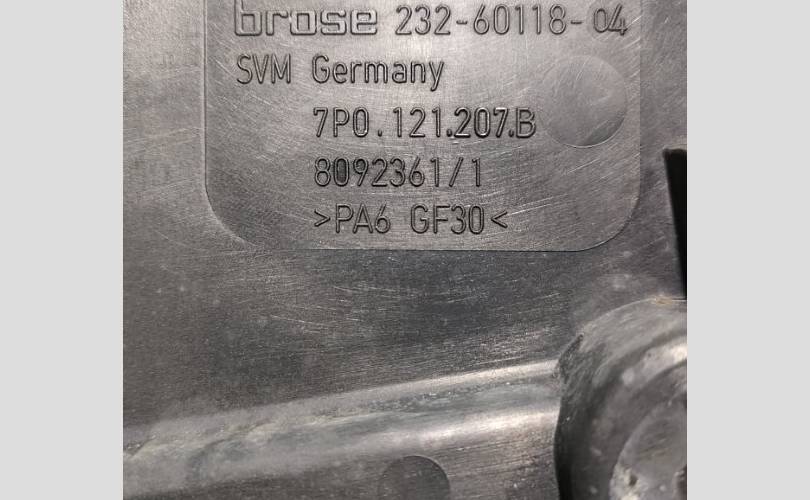 brose 232-60118-04
SVM Germany
7P0.121.207.B
8092361/1
>PA6 GF30<